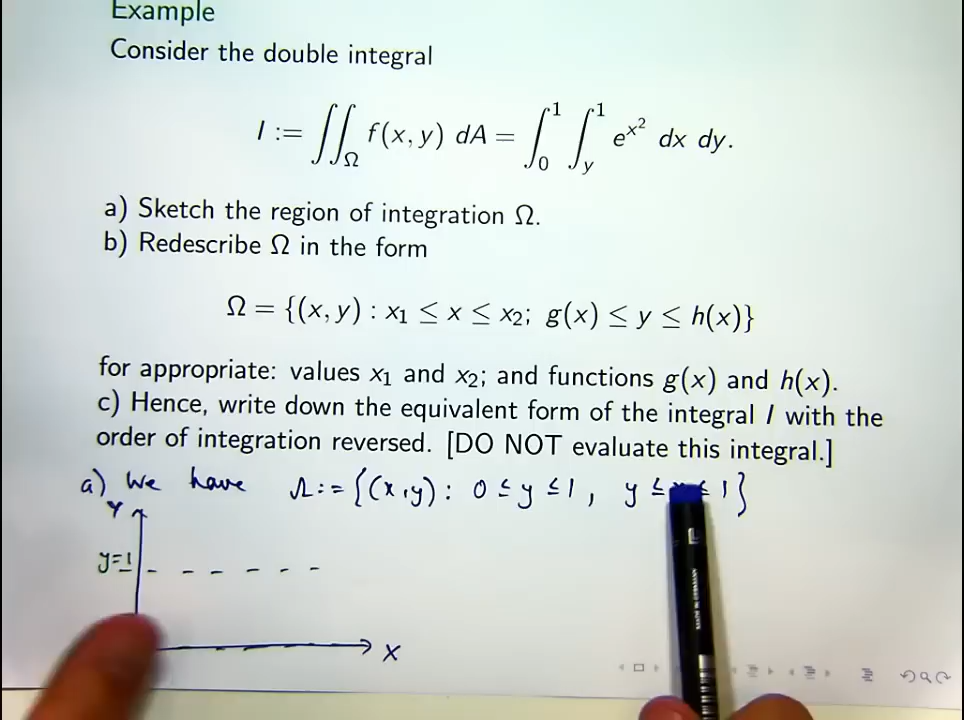 Example
Consider the double integral
I := ∬_Ω f(x, y) dA = ∫_0^1 ∫_y^1 e^{x^2} dx dy.
a) Sketch the region of integration Ω.
b) Redescribe Ω in the form
Ω = {(x, y) : x_1 ≤ x ≤ x_2; g(x) ≤ y ≤ h(x)}
for appropriate: values x_1 and x_2; and functions g(x) and h(x).
c) Hence, write down the equivalent form of the integral I with the
order of integration reversed. [DO NOT evaluate this integral.]
a) We have Ω := {(x,y) : 0 ≤ y ≤ 1, y ≤ ≤ 1}
Y
y=1
X